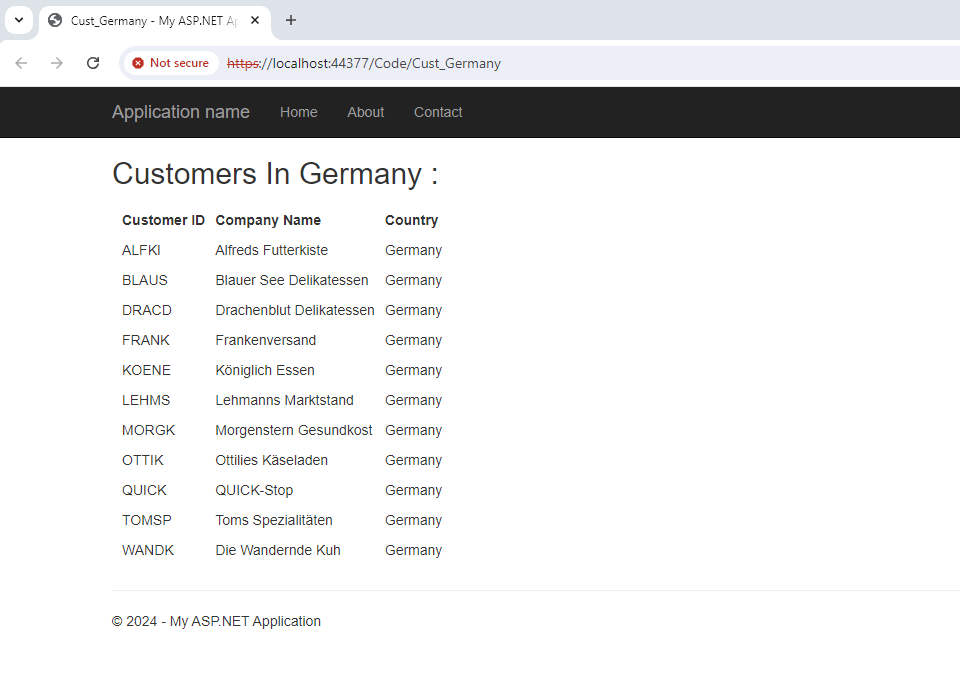 Cust_Germany - My ASP.NET Ap
Not secure https://localhost:44377/Code/Cust_Germany
Application name Home About Contact
Customers In Germany :
Customer ID Company Name Country
ALFKI Alfreds Futterkiste Germany
BLAUS Blauer See Delikatessen Germany
DRACD Drachenblut Delikatessen Germany
FRANK Frankenversand Germany
KOENE Königlich Essen Germany
LEHMS Lehmanns Marktstand Germany
MORGK Morgenstern Gesundkost Germany
OTTIK Ottilies Käseladen Germany
QUICK QUICK-Stop Germany
TOMSP Toms Spezialitäten Germany
WANDK Die Wandernde Kuh Germany
© 2024 - My ASP.NET Application